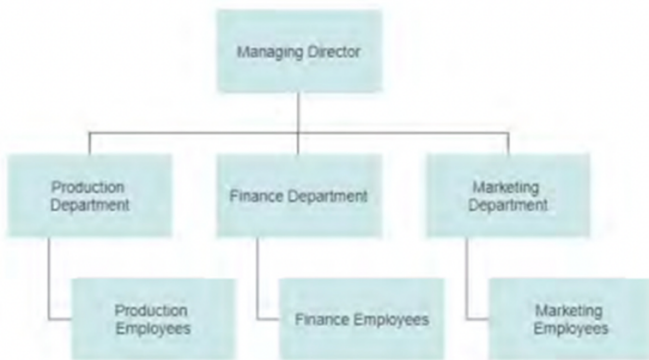 Managing Director
Production
Department
Finance Department
Marketing
Department
Production
Employees
Finance Employees
Marketing
Employees